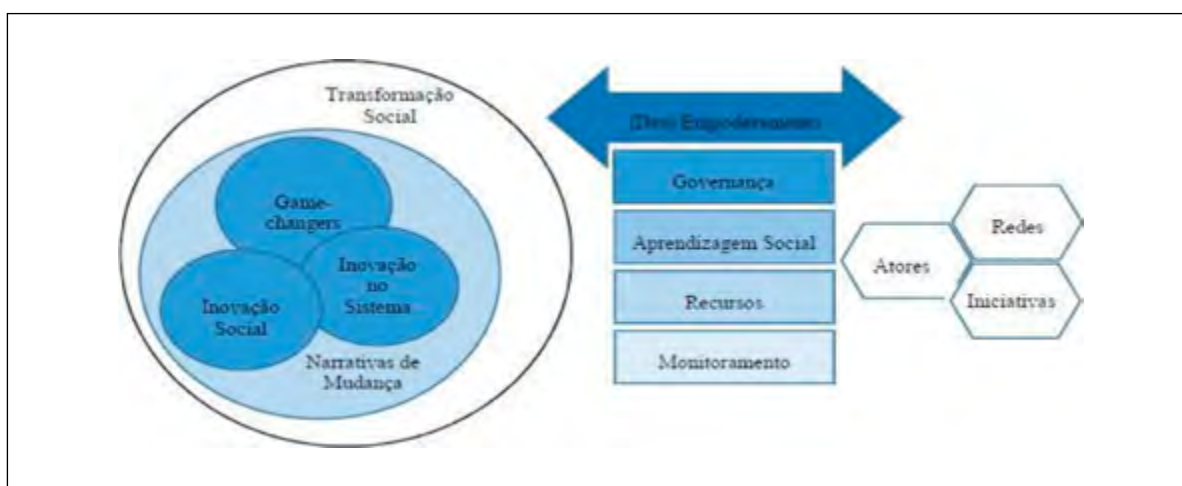 Transformação
Social
Game-
changers
Inovação
no
Sistema
Inovação
Social
Narrativas de
Mudança
(Des) Empoderamento
Governança
Aprendizagem Social
Recursos
Monitoramento
Atores
Redes
Iniciativas